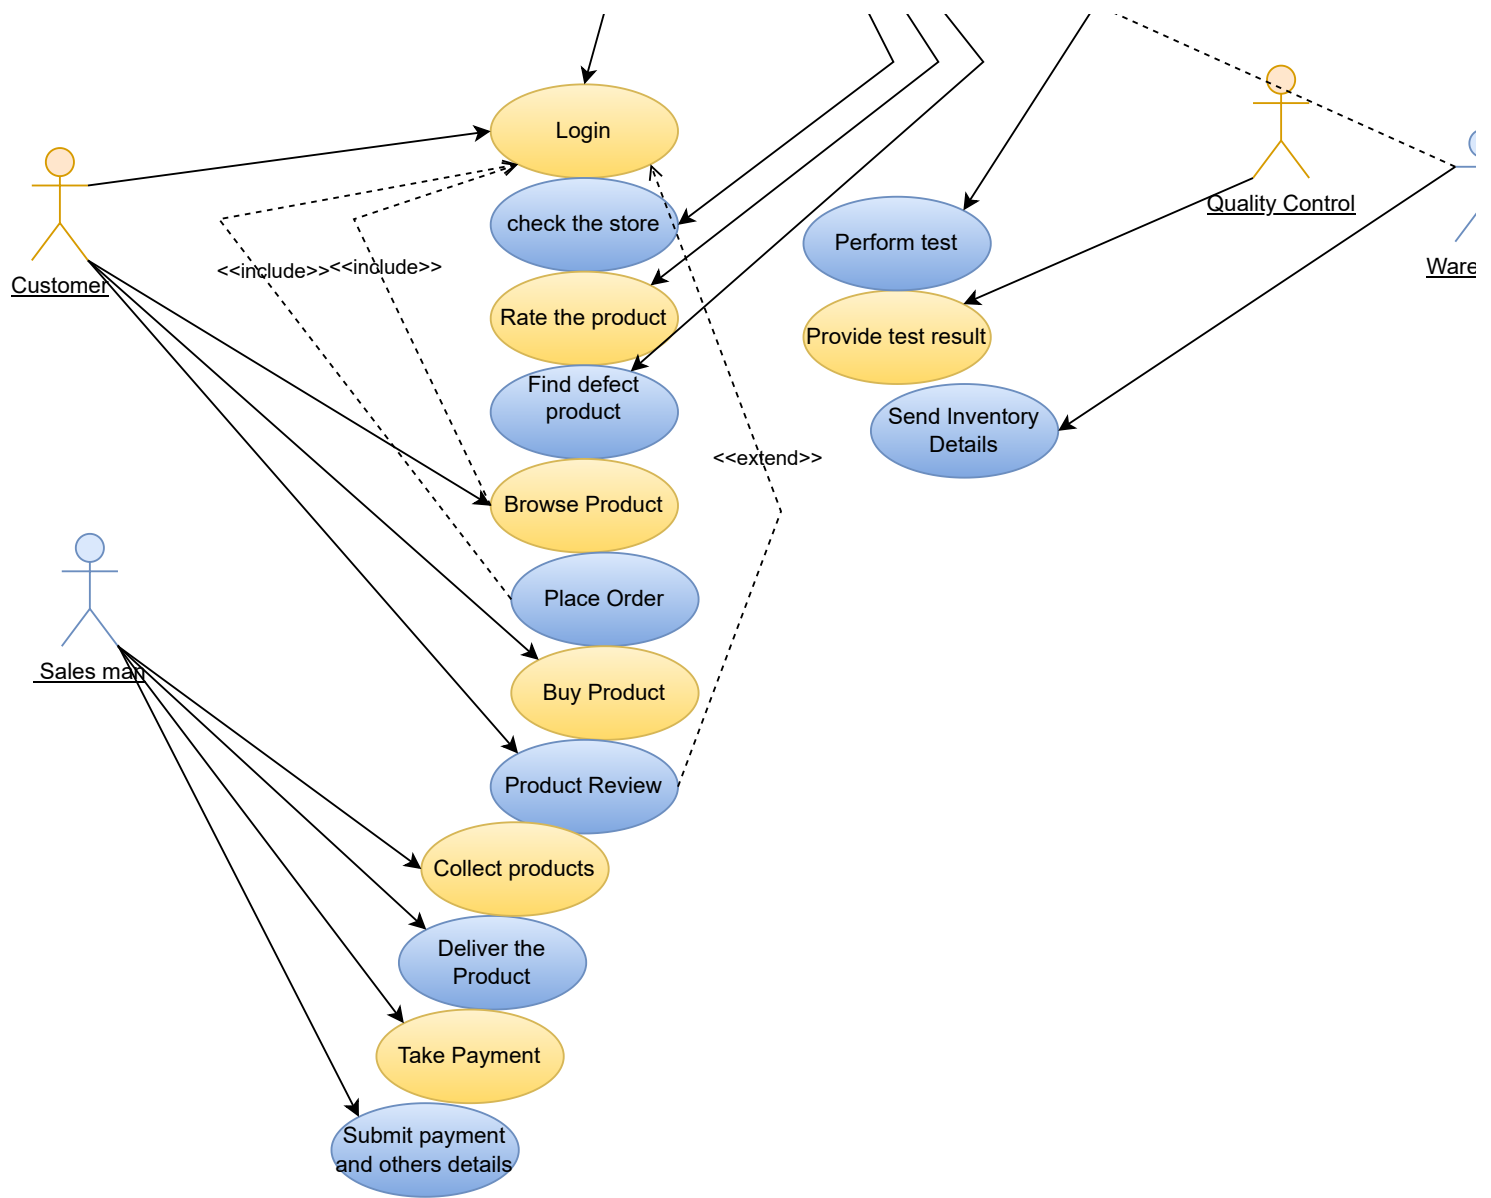 Login
Customer
check the store
<<include>>
<<include>>
Rate the product
Find defect
product
Browse Product
Place Order
Buy Product
Product Review
<<extend>>
Perform test
Provide test result
Send Inventory
Details
Quality Control
Ware
Sales man
Collect products
Deliver the
Product
Take Payment
Submit payment
and others details